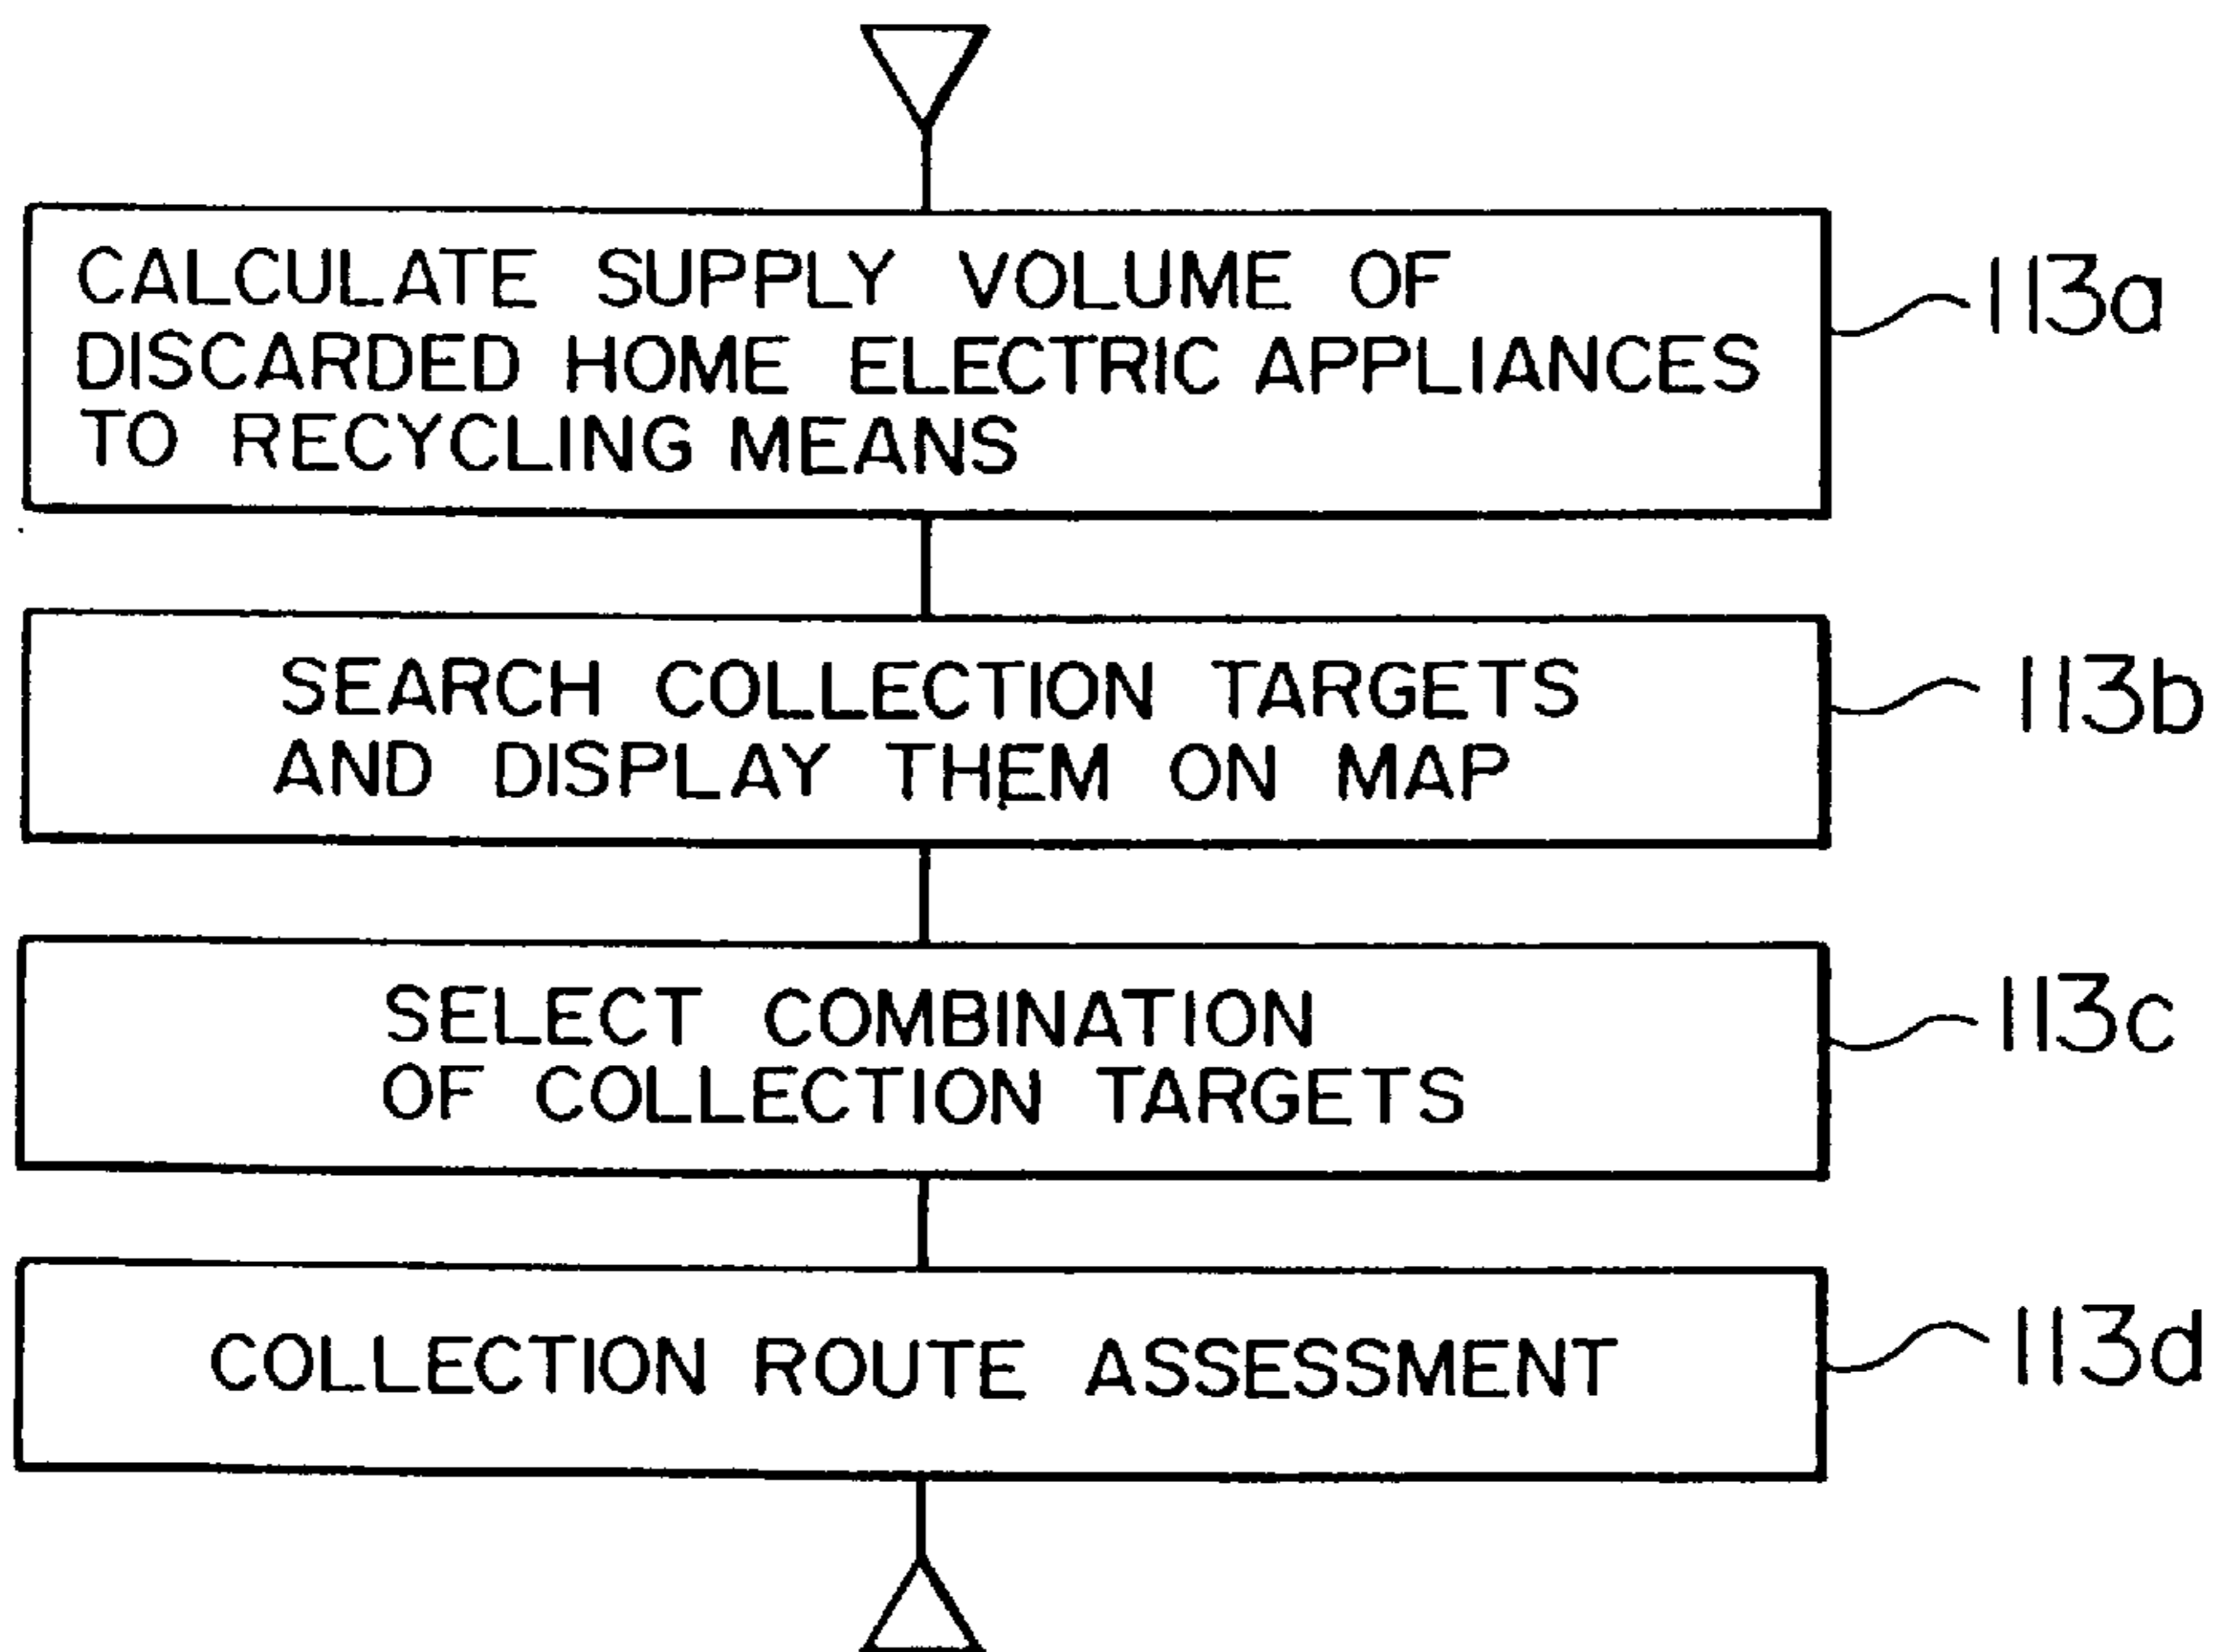 CALCULATE SUPPLY VOLUME OF
DISCARDED HOME ELECTRIC APPLIANCES
TO RECYCLING MEANS
113a
SEARCH COLLECTION TARGETS
AND DISPLAY THEM ON MAP
113b
SELECT COMBINATION
OF COLLECTION TARGETS
113c
COLLECTION ROUTE ASSESSMENT
113d